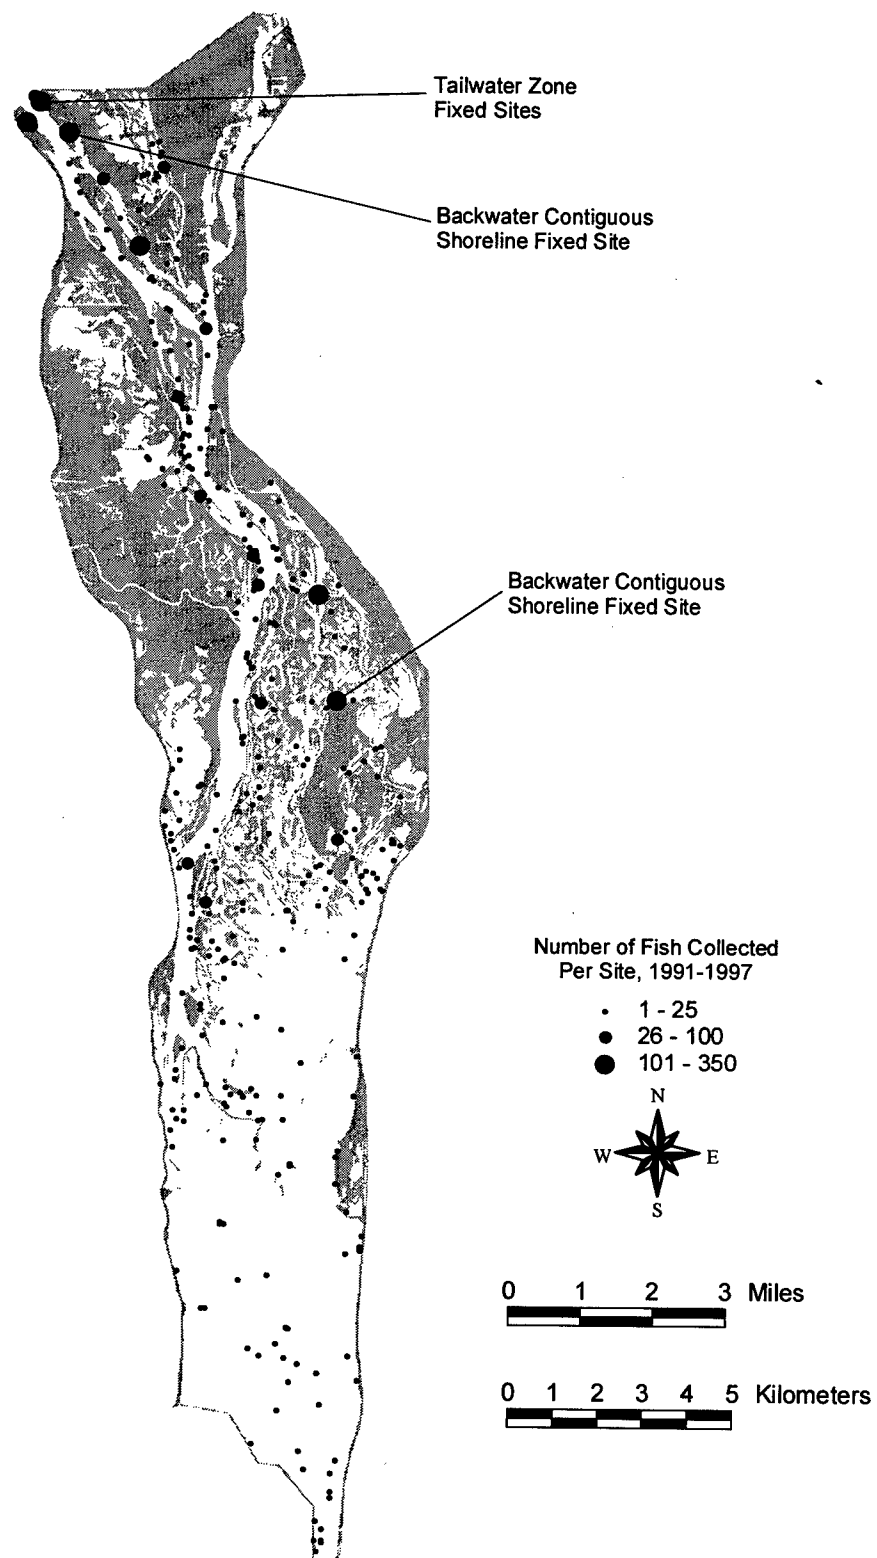 Tailwater Zone
Fixed Sites
Backwater Contiguous
Shoreline Fixed Site
Backwater Contiguous
Shoreline Fixed Site
Number of Fish Collected
Per Site, 1991-1997
1 - 25
26 - 100
101 - 350
N
W E
S
0 1 2 3 Miles
0 1 2 3 4 5 Kilometers